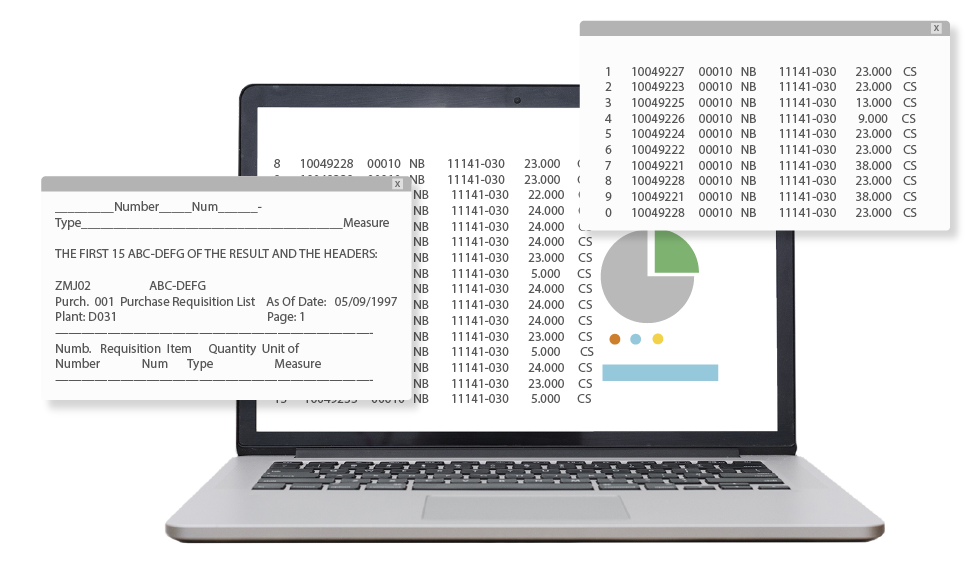 X
1 10049227 00010 NB 11141-030 23.000 CS
2 10049223 00010 NB 11141-030 23.000 CS
3 10049225 00010 NB 11141-030 13.000 CS
4 10049226 00010 NB 11141-030 9.000 CS
5 10049224 00010 NB 11141-030 23.000 CS
6 10049222 00010 NB 11141-030 23.000 CS
7 10049221 00010 NB 11141-030 38.000 CS
8 10049228 00010 NB 11141-030 23.000 CS
9 10049221 00010 NB 11141-030 38.000 CS
0 10049228 00010 NB 11141-030 23.000 CS
X
_________Number_____Num______-
Type________________________________________Measure
THE FIRST 15 ABC-DEFG OF THE RESULT AND THE HEADERS:
ZMJ02 ABC-DEFG
Purch. 001 Purchase Requisition List As Of Date: 05/09/1997
Plant: D031 Page: 1
Numb. Requisition Item Quantity Unit of
Number Num Type Measure
8 10049228 00010 NB 11141-030 23.000
NB 11141-030 23.000
NB 11141-030 22.000
NB 11141-030 24.000
NB 11141-030 24.000
NB 11141-030 24.000 CS
NB 11141-030 23.000 CS
NB 11141-030 5.000 CS
NB 11141-030 24.000 CS
NB 11141-030 24.000 CS
NB 11141-030 24.000 CS
NB 11141-030 23.000 CS
NB 11141-030 5.000 CS
NB 11141-030 24.000 CS
NB 11141-030 23.000 CS
NB 11141-030 5.000 CS